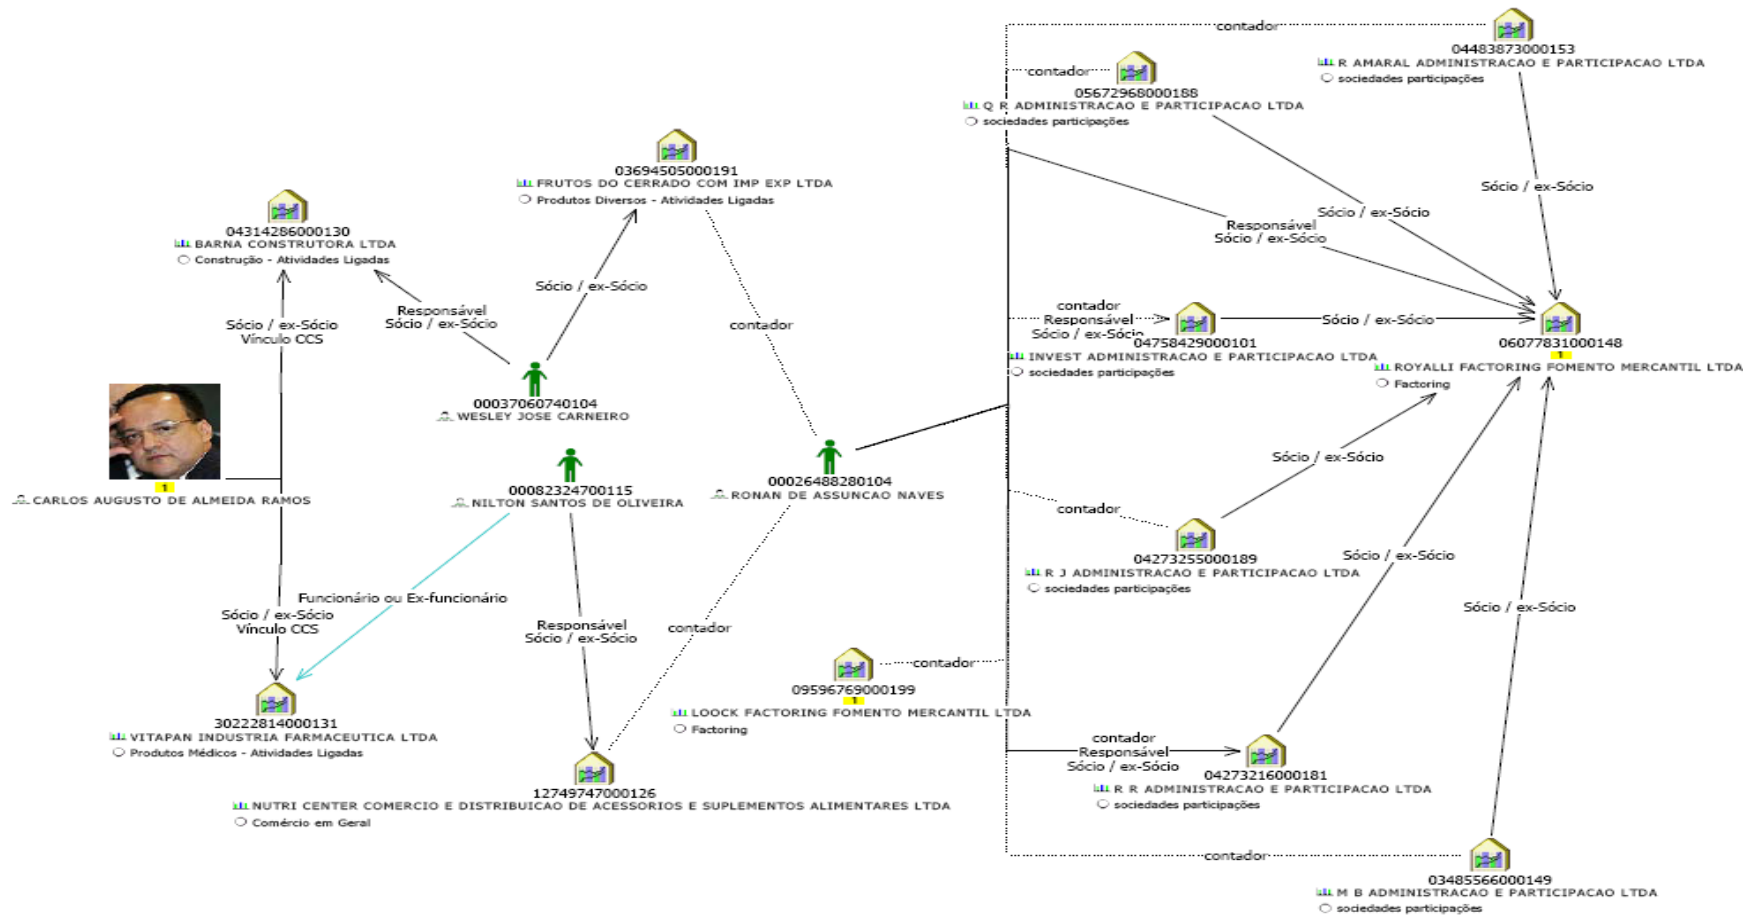 contador
04483873000153
R AMARAL ADMINISTRACAO E PARTICIPACAO LTDA
sociedades participações
contador
05672968000188
Q R ADMINISTRACAO E PARTICIPACAO LTDA
sociedades participações
03694505000191
FRUTOS DO CERRADO COM IMP EXP LTDA
Produtos Diversos - Atividades Ligadas
Sócio / ex-Sócio
Sócio / ex-Sócio
Responsável
Sócio / ex-Sócio
04314286000130
BARNA CONSTRUTORA LTDA
Construção - Atividades Ligadas
Sócio / ex-Sócio
Responsável
Sócio / ex-Sócio
Sócio / ex-Sócio
Vínculo CCS
contador
contador
Responsável
Sócio / ex-Sócio
04758429000101
INVEST ADMINISTRACAO E PARTICIPACAO LTDA
sociedades participações
Sócio / ex-Sócio
06077831000148
1
ROYALLI FACTORING FOMENTO MERCANTIL LTDA
Factoring
00037060740104
WESLEY JOSE CARNEIRO
1
CARLOS AUGUSTO DE ALMEIDA RAMOS
00082324700115
NILTON SANTOS DE OLIVEIRA
00026488280104
RONAN DE ASSUNCAO NAVES
Sócio / ex-Sócio
contador
04273255000189
R J ADMINISTRACAO E PARTICIPACAO LTDA
sociedades participações
Sócio / ex-Sócio
Sócio / ex-Sócio
Funcionário ou Ex-funcionário
Sócio / ex-Sócio
Vínculo CCS
Responsável
Sócio / ex-Sócio
contador
contador
09596769000199
1
LOOCK FACTORING FOMENTO MERCANTIL LTDA
Factoring
30222814000131
VITAPAN INDUSTRIA FARMACEUTICA LTDA
Produtos Médicos - Atividades Ligadas
contador
Responsável
Sócio / ex-Sócio
04273216000181
R R ADMINISTRACAO E PARTICIPACAO LTDA
sociedades participações
12749747000126
NUTRI CENTER COMERCIO E DISTRIBUICAO DE ACESSORIOS E SUPLEMENTOS ALIMENTARES LTDA
Comércio em Geral
contador
03485566000149
M B ADMINISTRACAO E PARTICIPACAO LTDA
sociedades participações